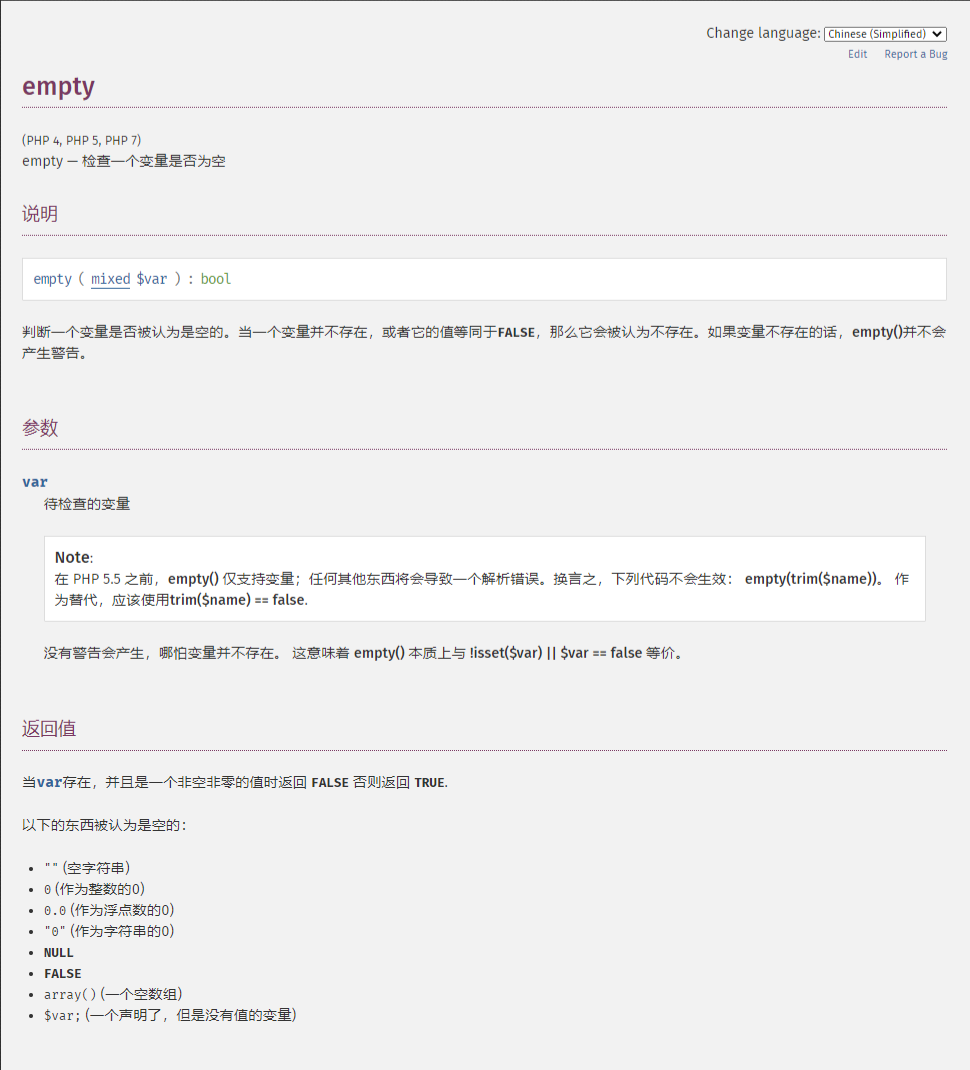 Change language: Chinese (Simplified)
Edit Report a Bug
empty
(PHP 4, PHP 5, PHP 7)
empty — 检查一个变量是否为空
说明
empty ( mixed $var ) : bool
判断一个变量是否被认为是空的。当一个变量并不存在，或者它的值等同于FALSE，那么它会被认为不存在。如果变量不存在的话，empty()并不会
产生警告。
参数
var
待检查的变量
Note:
在 PHP 5.5 之前，empty() 仅支持变量；任何其他东西将会导致一个解析错误。换言之，下列代码不会生效： empty(trim($name))。 作
为替代，应该使用trim($name) == false.
没有警告会产生，哪怕变量并不存在。 这意味着 empty() 本质上与 !isset($var) || $var == false 等价。
返回值
当var存在，并且是一个非空非零的值时返回 FALSE 否则返回 TRUE.
以下的东西被认为是空的：
• "" (空字符串)
• 0 (作为整数的0)
• 0.0 (作为浮点数的0)
• "0" (作为字符串的0)
• NULL
• FALSE
• array() (一个空数组)
• $var; (一个声明了，但是没有值的变量)